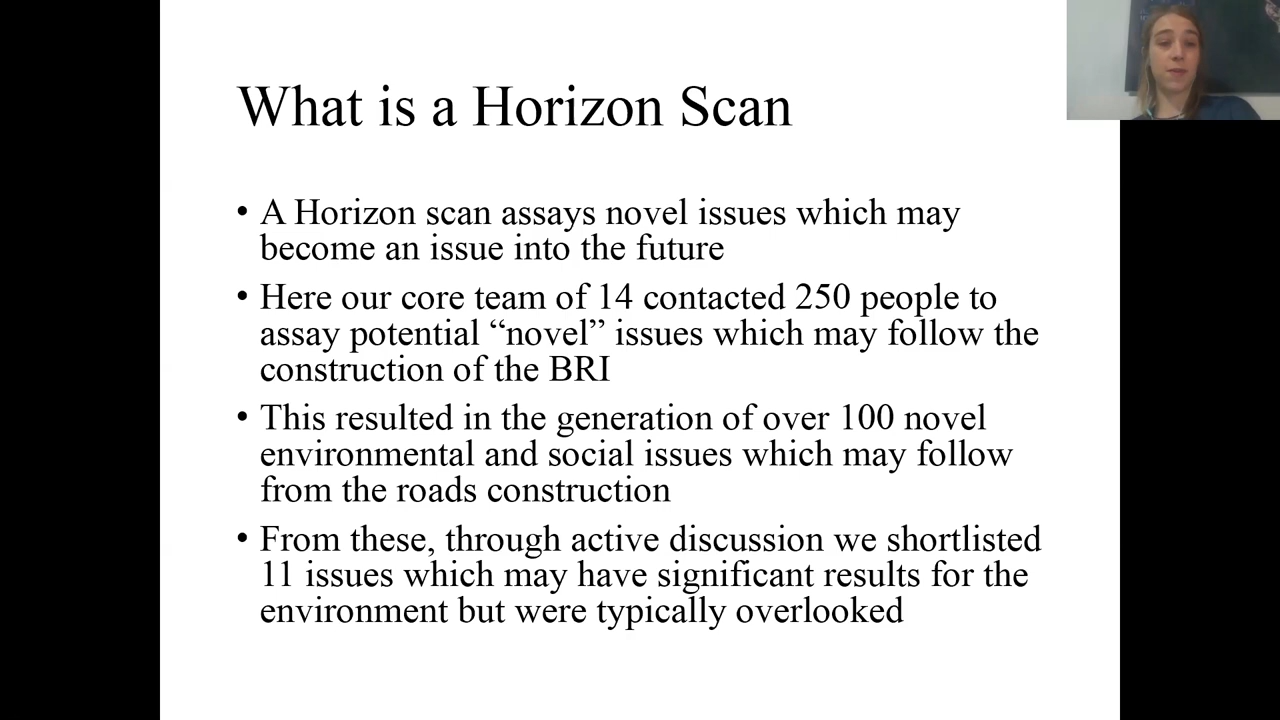 What is a Horizon Scan
• A Horizon scan assays novel issues which may
become an issue into the future
• Here our core team of 14 contacted 250 people to
assay potential “novel” issues which may follow the
construction of the BRI
• This resulted in the generation of over 100 novel
environmental and social issues which may follow
from the roads construction
• From these, through active discussion we shortlisted
11 issues which may have significant results for the
environment but were typically overlooked